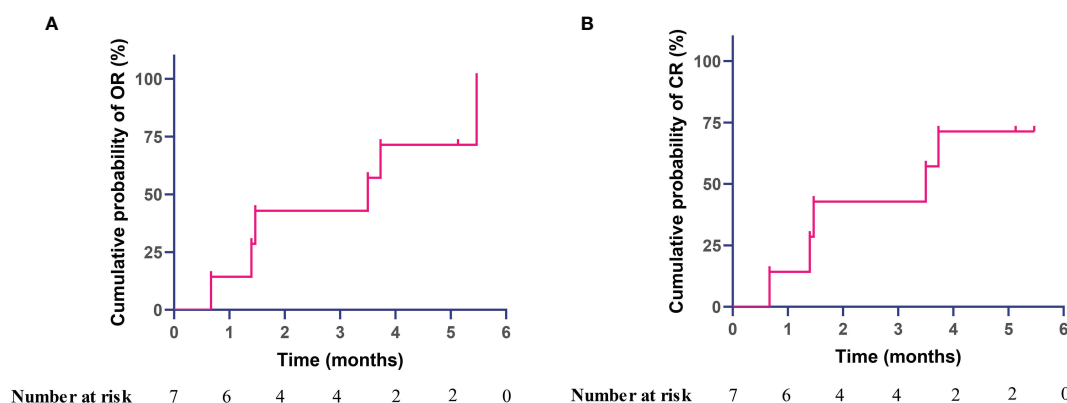 A
Cumulative probability of OR (%)
100
75
50
25
0
0 1 2 3 4 5 6
Time (months)
Number at risk 7 6 4 4 2 2 0
B
Cumulative probability of CR (%)
100
75
50
25
0
0 1 2 3 4 5 6
Time (months)
Number at risk 7 6 4 4 2 2 0